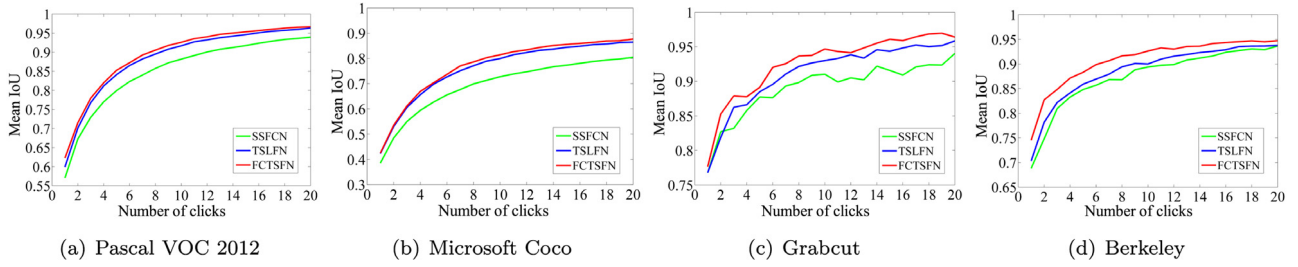 1
0.95
0.9
0.85
0.8
0.75
0.7
0.65
0.6
0.55
Mean IoU
2 4 6 8 10 12 14 16 18 20
Number of clicks
SSFCN
TSLFN
FCTSFN
(a) Pascal VOC 2012
1
0.9
0.8
0.7
0.6
0.5
0.4
0.3
Mean IoU
0 2 4 6 8 10 12 14 16 18 20
Number of clicks
SSFCN
TSLFN
FCTSFN
(b) Microsoft Coco
1
0.95
0.9
0.85
0.8
0.75
Mean IoU
0 2 4 6 8 10 12 14 16 18 20
Number of clicks
SSFCN
TSLFN
FCTSFN
(c) Grabcut
1
0.95
0.9
0.85
0.8
0.75
0.7
0.65
Mean IoU
0 2 4 6 8 10 12 14 16 18 20
Number of clicks
SSFCN
TSLFN
FCTSFN
(d) Berkeley